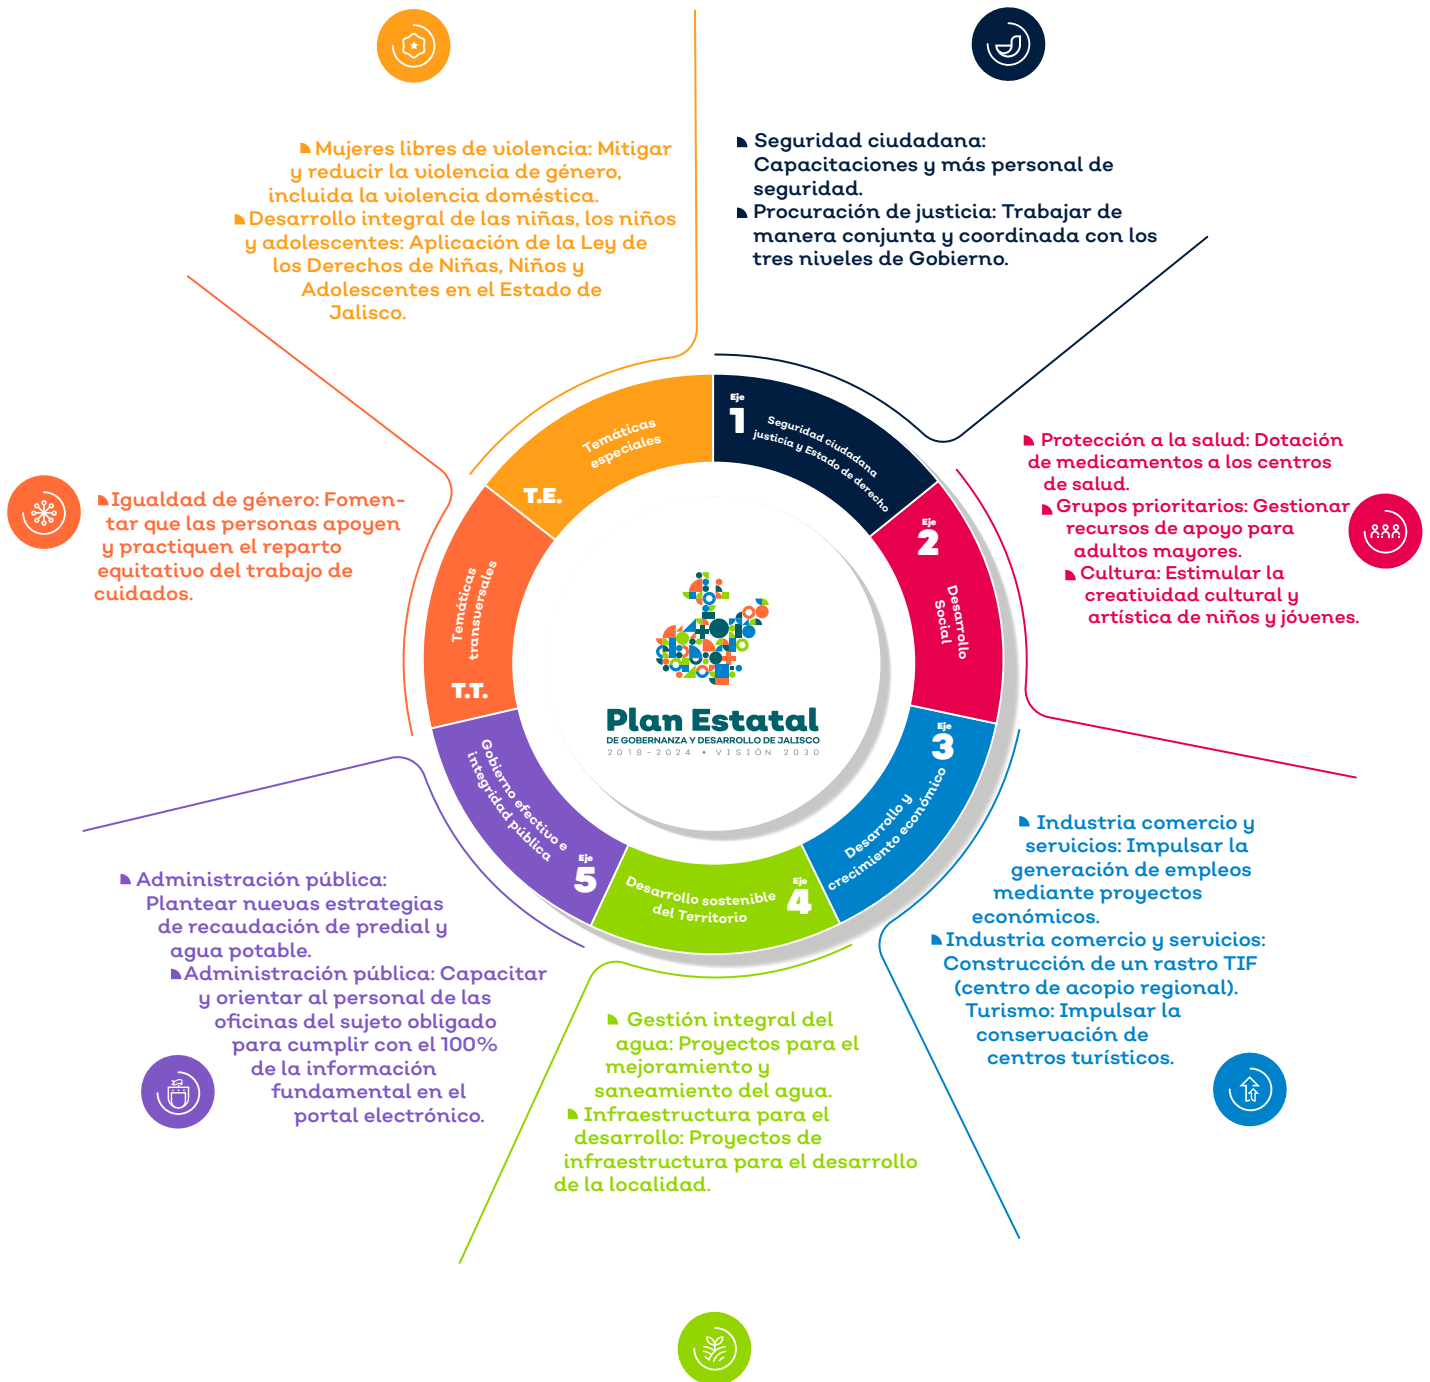 Mujeres libres de violencia: Mitigar
y reducir la violencia de género,
incluida la violencia doméstica.
Desarrollo integral de las niñas, los niños
y adolescentes: Aplicación de la Ley de
los Derechos de Niñas, Niños y
Adolescentes en el Estado de
Jalisco.
Seguridad ciudadana:
Capacitaciones y más personal de
seguridad.
Procuración de justicia: Trabajar de
manera conjunta y coordinada con los
tres niveles de Gobierno.
Protección a la salud: Dotación
de medicamentos a los centros
de salud.
Grupos prioritarios: Gestionar
recursos de apoyo para
adultos mayores.
Cultura: Estimular la
creatividad cultural y
artística de niños y jóvenes.
Industria comercio y
servicios: Impulsar la
generación de empleos
mediante proyectos
económicos.
Industria comercio y servicios:
Construcción de un rastro TIF
(centro de acopio regional).
Turismo: Impulsar la
conservación de
centros turísticos.
Gestión integral del
agua: Proyectos para el
mejoramiento y
saneamiento del agua.
Infraestructura para el
desarrollo: Proyectos de
infraestructura para el desarrollo
de la localidad.
Administración pública:
Plantear nuevas estrategias
de recaudación de predial y
agua potable.
Administración pública: Capacitar
y orientar al personal de las
oficinas del sujeto obligado
para cumplir con el 100%
de la información
fundamental en el
portal electrónico.
Igualdad de género: Fomen-
tar que las personas apoyen
y practiquen el reparto
equitativo del trabajo de
cuidados.
Temáticas
especiales
T.E.
Eje
1
Seguridad ciudadana
justicia y Estado de derecho
Eje
2
Desarrollo
Social
Eje
3
Desarrollo y
crecimiento económico
Eje
4
Desarrollo sostenible
del Territorio
Eje
5
Gobierno efectivo e
integridad pública
Temáticas
transversales
T.T.
Plan Estatal
DE GOBERNANZA Y DESARROLLO DE JALISCO
2018-2024 • VISIÓN 2030